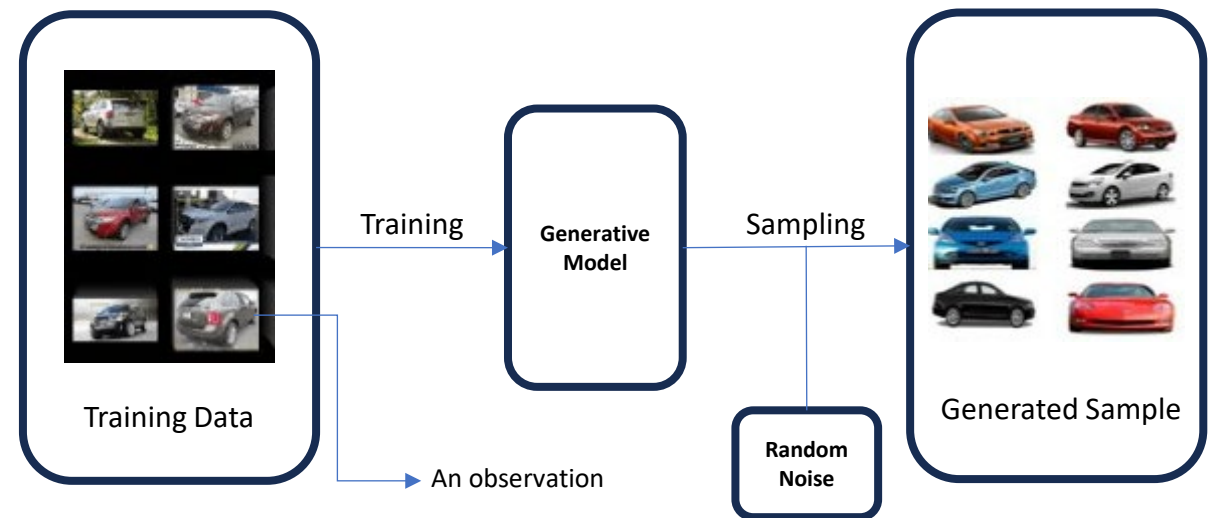 Training Data
An observation
Training
Generative
Model
Sampling
Random
Noise
Generated Sample